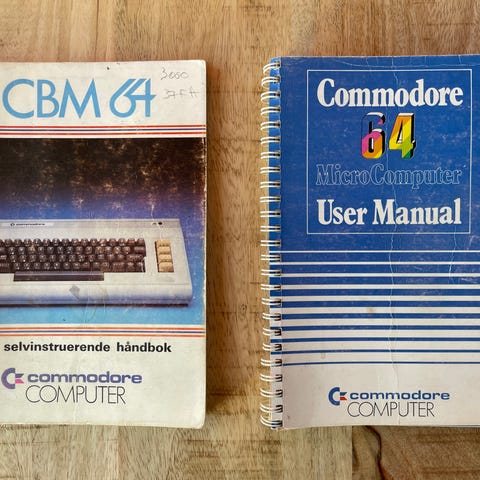 CBM 64
3000
selvinstruerende håndbok
commodore
COMPUTER
Commodore
64
MicroComputer
User Manual
commodore
COMPUTER